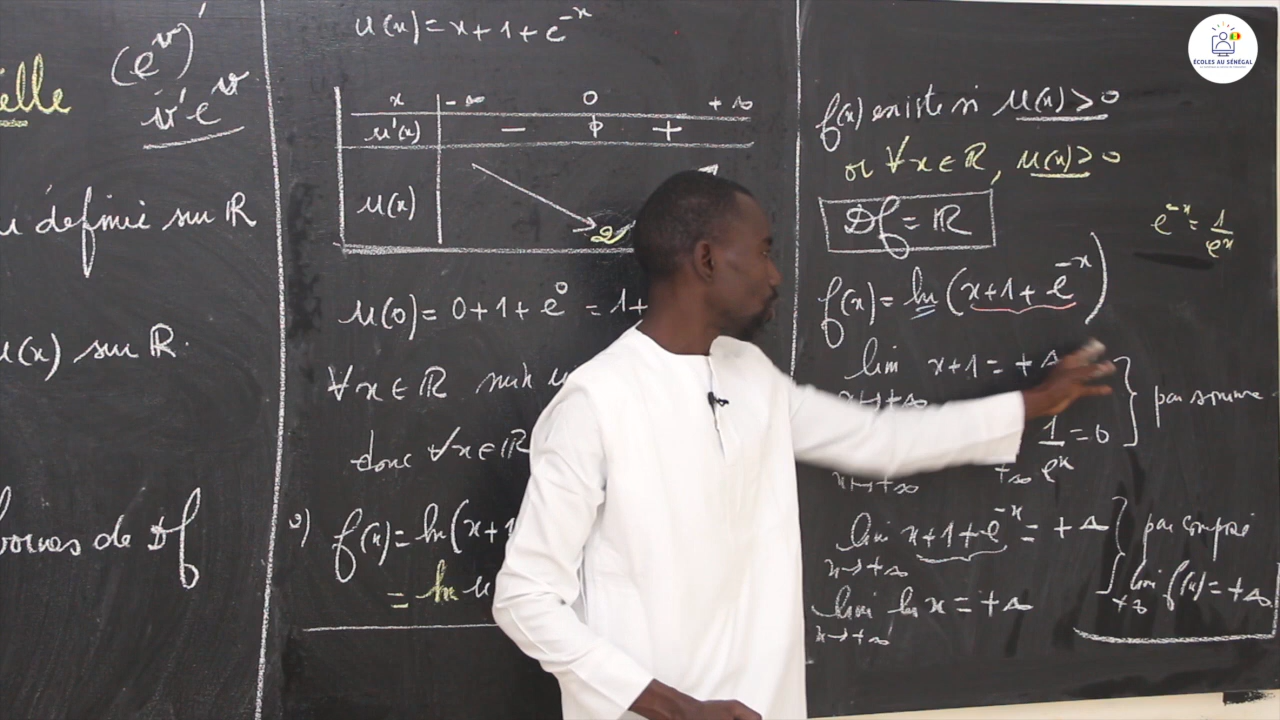 elle
(e^v)'
v'e^v
u définie sur ℝ
u(x) sur ℝ.
bornes de Df
u(x) = x+1+e^-x
x -∞ 0 +∞
u'(x) - 0 +
u(x) 2
u(0) = 0+1+e^0 = 1+
∀x∈ℝ
donc ∀x∈ℝ
f(x) = ln(x+1
= ln u
f(x) existe si u(x) > 0
or ∀x∈ℝ, u(x) > 0
Df = ℝ
e^-x = 1/e^x
f(x) = ln(x+1+e^-x)
lim x+1 = +∞
x→+∞
par somme
1/e^x = 0
x→+∞ +∞
lim x+1+e^-x = +∞
x→+∞
par composé
lim f(x) = +∞
+∞
lim ln x = +∞
x→+∞
ÉCOLES AU SÉNÉGAL